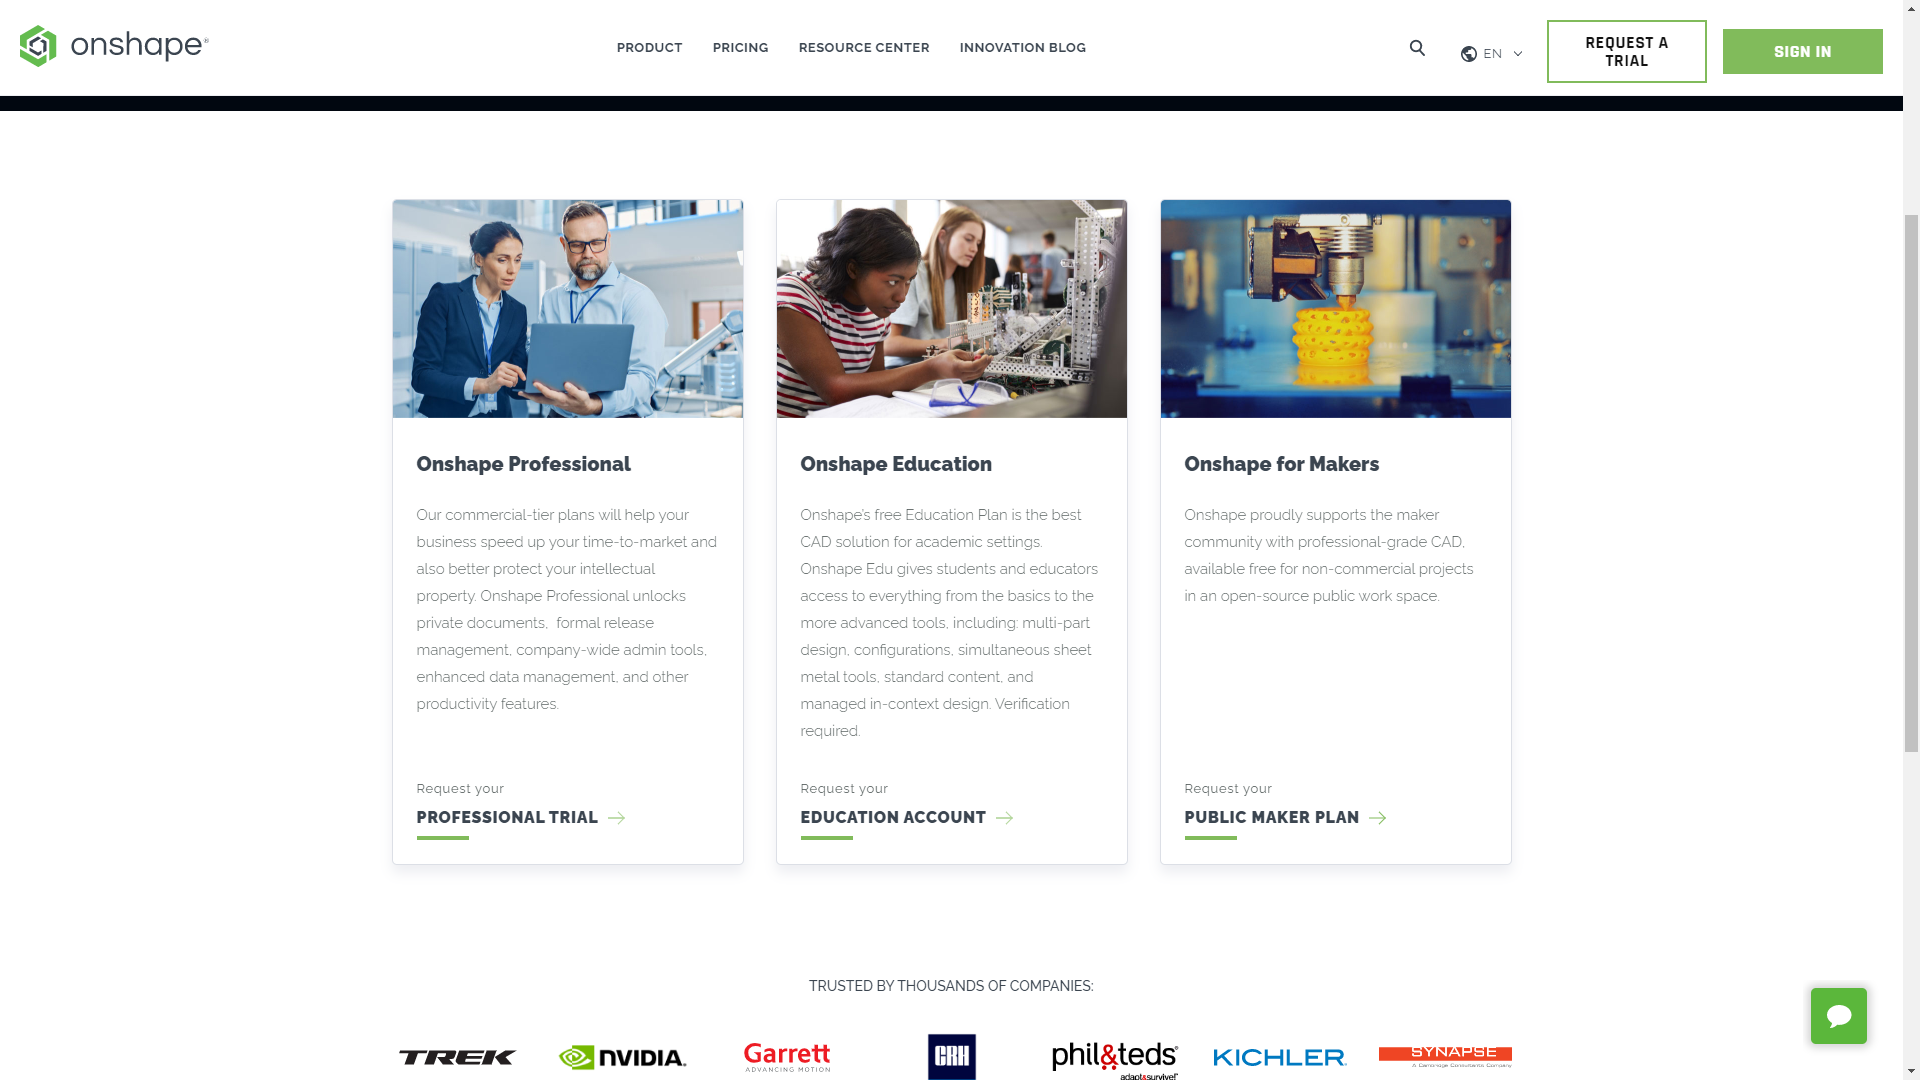 onshape®
PRODUCT PRICING RESOURCE CENTER INNOVATION BLOG
EN
REQUEST A
TRIAL
SIGN IN
Onshape Professional
Our commercial-tier plans will help your
business speed up your time-to-market and
also better protect your intellectual
property. Onshape Professional unlocks
private documents,  formal release
management, company-wide admin tools,
enhanced data management, and other
productivity features.
Request your
PROFESSIONAL TRIAL
Onshape Education
Onshape's free Education Plan is the best
CAD solution for academic settings.
Onshape Edu gives students and educators
access to everything from the basics to the
more advanced tools, including: multi-part
design, configurations, simultaneous sheet
metal tools, standard content, and
managed in-context design. Verification
required.
Request your
EDUCATION ACCOUNT
Onshape for Makers
Onshape proudly supports the maker
community with professional-grade CAD,
available free for non-commercial projects
in an open-source public work space.
Request your
PUBLIC MAKER PLAN
TRUSTED BY THOUSANDS OF COMPANIES:
TREK
NVIDIA.
Garrett
ADVANCING MOTION
CRH
phil&teds®
adapt&survive!
KICHLER
SYNAPSE
A Cambridge Consultants Company